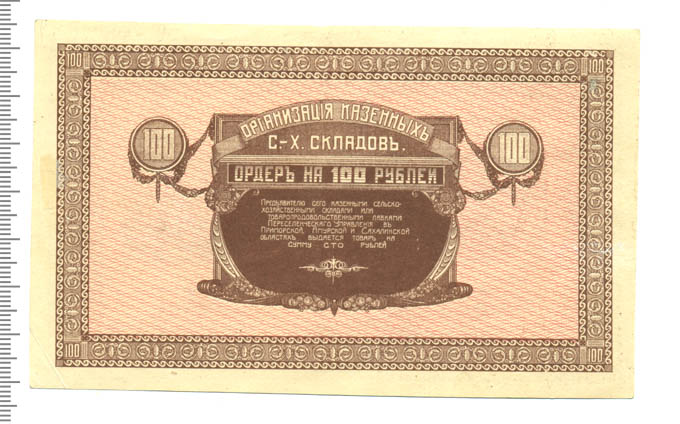 100 100
ОРГАНИЗАЦІЯ КАЗЕННЫХЪ
С.-Х. СКЛАДОВЪ.
100 100
ОРДЕРЪ НА 100 РУБЛЕЙ
ПРЕДЪЯВИТЕЛЮ СЕГО КАЗЕННЫМИ СЕЛЬСКО-
ХОЗЯЙСТВЕННЫМИ СКЛАДАМИ ИЛИ
ТОВАРОПРОДОВОЛЬСТВЕННЫМИ ЛАВКАМИ
ПЕРЕСЕЛЕНЧЕСКАГО УПРАВЛЕНІЯ ВЪ
ПРИМОРСКОЙ, АМУРСКОЙ И САХАЛИНСКОЙ
ОБЛАСТЯХЪ ВЫДАЕТСЯ ТОВАРЪ НА
СУММУ СТО РУБЛЕЙ
100 100